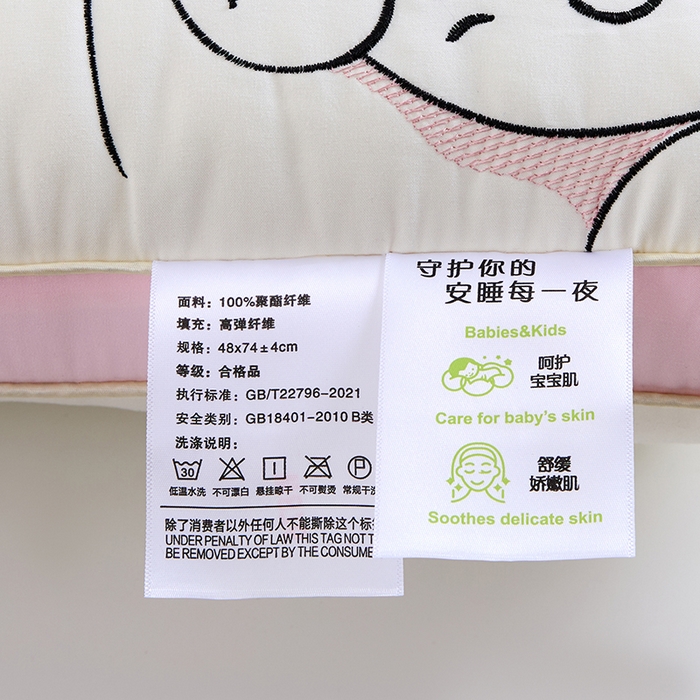 面料：100%聚酯纤维
填充：高弹纤维
规格：48x74±4cm
等级：合格品
执行标准：GB/T22796-2021
安全类别：GB18401-2010 B类
洗涤说明：
30
P
低温水洗 不可漂白 悬挂晾干 不可熨烫 常规干洗
除了消费者以外任何人不能撕除这个标
UNDER PENALTY OF LAW THIS TAG NOT T
BE REMOVED EXCEPT BY THE CONSUME
守护你的
安睡每一夜
Babies&Kids
呵护
宝宝肌
Care for baby's skin
舒缓
娇嫩肌
Soothes delicate skin